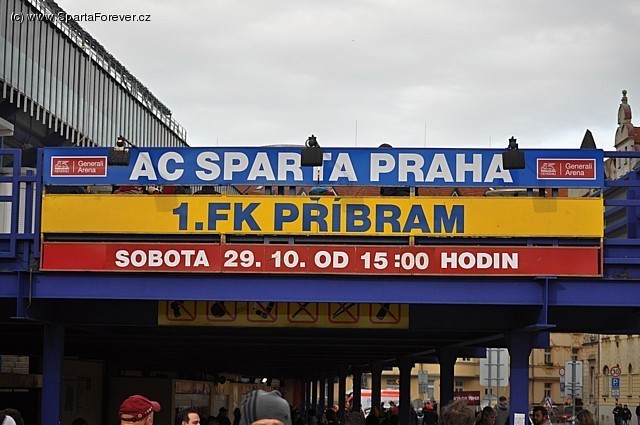 (c) www.SpartaForever.cz
Generali
Arena
AC SPARTA PRAHA
Generali
Arena
1.FK PŘÍBRAM
SOBOTA 29. 10. OD 15:00 HODIN
P